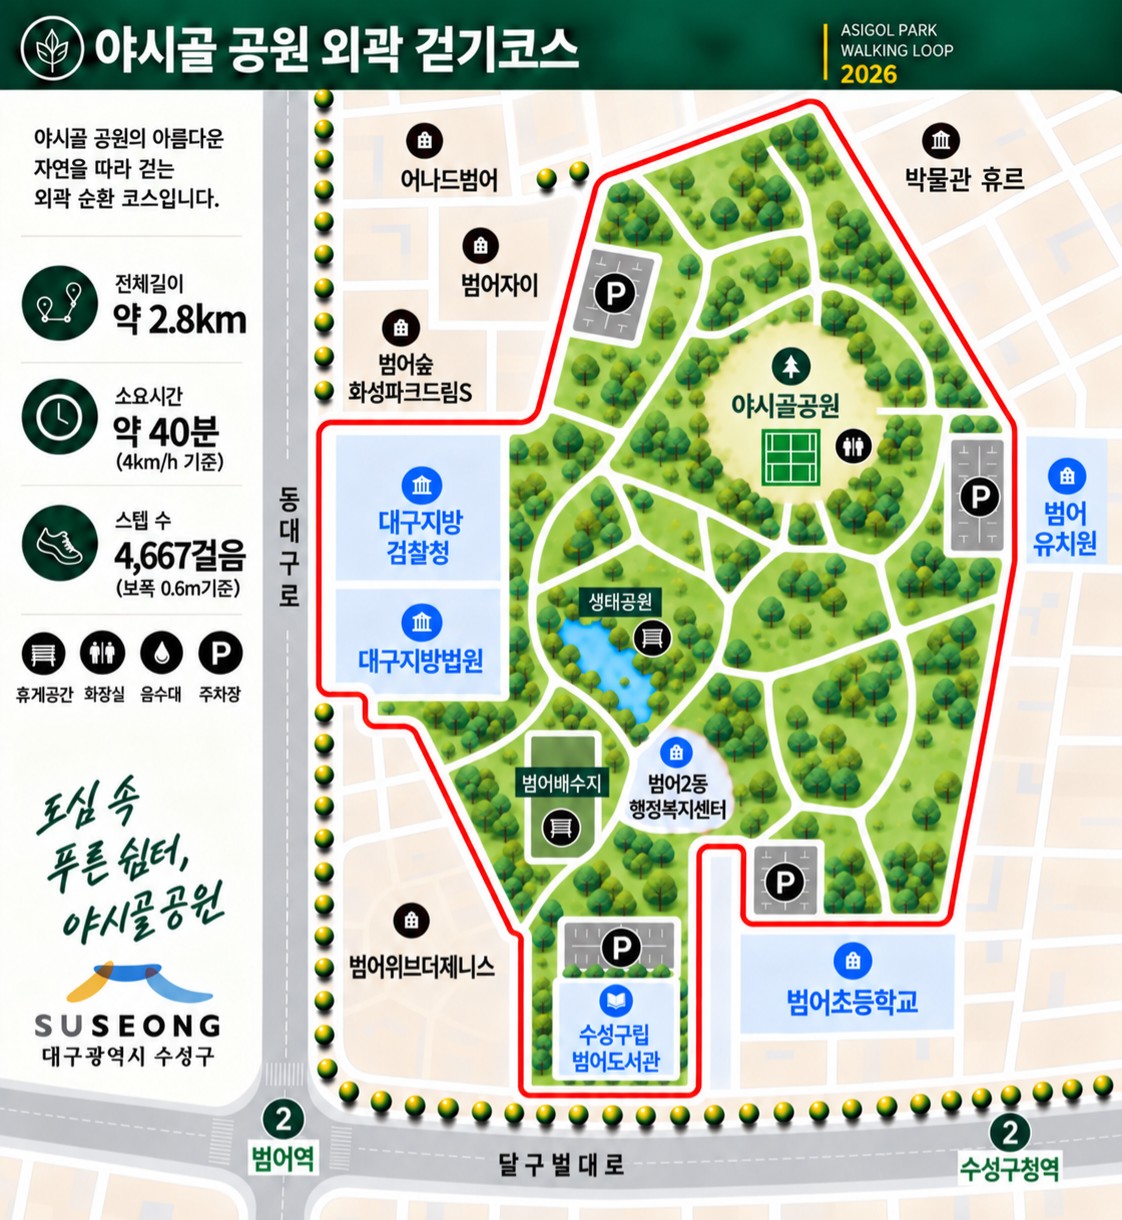 야시골 공원 외곽 걷기코스
ASIGOL PARK
WALKING LOOP
2026
야시골 공원의 아름다운
자연을 따라 걷는
외곽 순환 코스입니다.
전체길이
약 2.8km
소요시간
약 40분
(4km/h 기준)
스텝 수
4,667걸음
(보폭 0.6m기준)
P
휴게공간 화장실 음수대 주차장
도심 속
푸른 쉼터,
야시골공원
SUSEONG
대구광역시 수성구
동대구로
어나드범어
박물관 휴르
범어자이
P
범어숲
화성파크드림S
야시골공원
대구지방
검찰청
P
범어
유치원
생태공원
대구지방법원
범어배수지
범어2동
행정복지센터
P
범어위브더제니스
P
범어초등학교
수성구립
범어도서관
2
범어역
달구벌대로
2
수성구청역